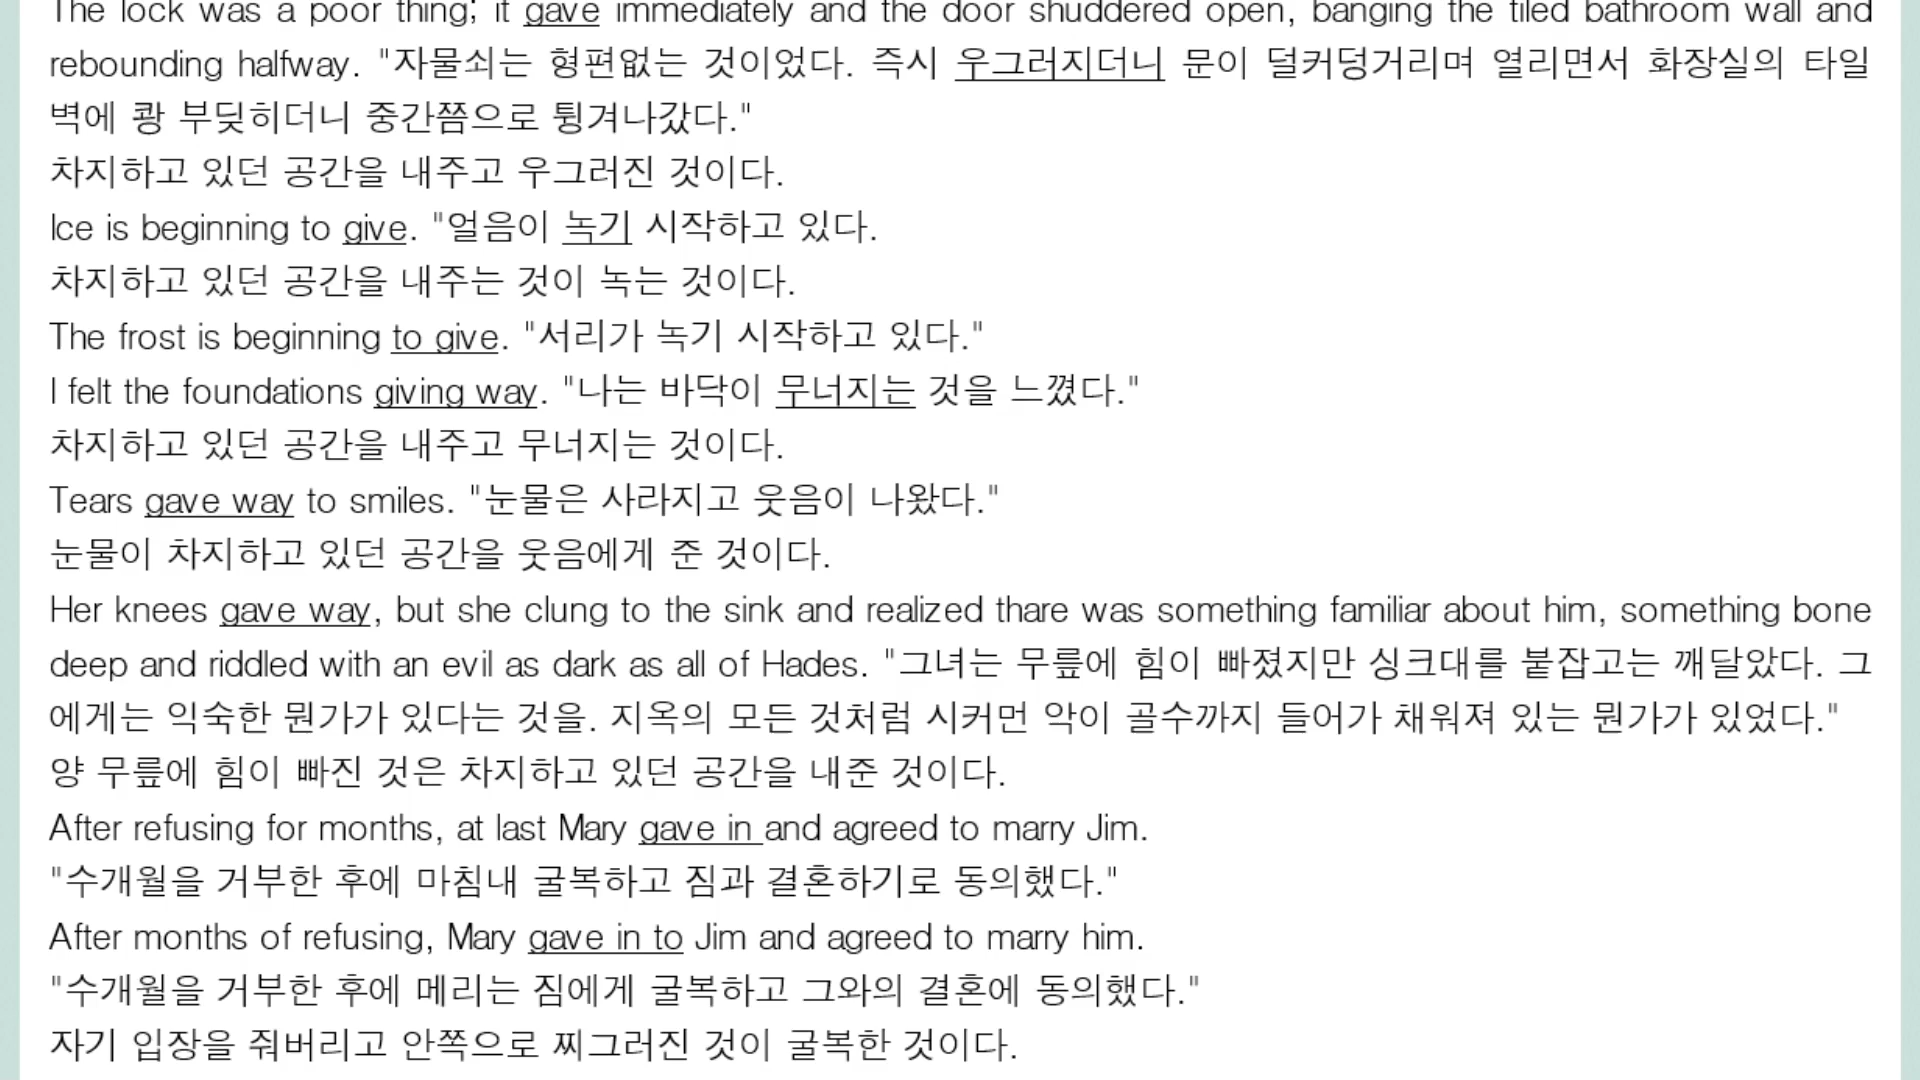 The lock was a poor thing; it gave immediately and the door shuddered open, banging the tiled bathroom wall and
rebounding halfway. "자물쇠는 형편없는 것이었다. 즉시 우그러지더니 문이 덜커덩거리며 열리면서 화장실의 타일
벽에 쾅 부딪히더니 중간쯤으로 튕겨나갔다."
차지하고 있던 공간을 내주고 우그러진 것이다.
Ice is beginning to give. "얼음이 녹기 시작하고 있다.
차지하고 있던 공간을 내주는 것이 녹는 것이다.
The frost is beginning to give. "서리가 녹기 시작하고 있다."
I felt the foundations giving way. "나는 바닥이 무너지는 것을 느꼈다."
차지하고 있던 공간을 내주고 무너지는 것이다.
Tears gave way to smiles. "눈물은 사라지고 웃음이 나왔다."
눈물이 차지하고 있던 공간을 웃음에게 준 것이다.
Her knees gave way, but she clung to the sink and realized thare was something familiar about him, something bone
deep and riddled with an evil as dark as all of Hades. "그녀는 무릎에 힘이 빠졌지만 싱크대를 붙잡고는 깨달았다. 그
에게는 익숙한 뭔가가 있다는 것을. 지옥의 모든 것처럼 시커먼 악이 골수까지 들어가 채워져 있는 뭔가가 있었다."
양 무릎에 힘이 빠진 것은 차지하고 있던 공간을 내준 것이다.
After refusing for months, at last Mary gave in and agreed to marry Jim.
"수개월을 거부한 후에 마침내 굴복하고 짐과 결혼하기로 동의했다."
After months of refusing, Mary gave in to Jim and agreed to marry him.
"수개월을 거부한 후에 메리는 짐에게 굴복하고 그와의 결혼에 동의했다."
자기 입장을 줘버리고 안쪽으로 찌그러진 것이 굴복한 것이다.